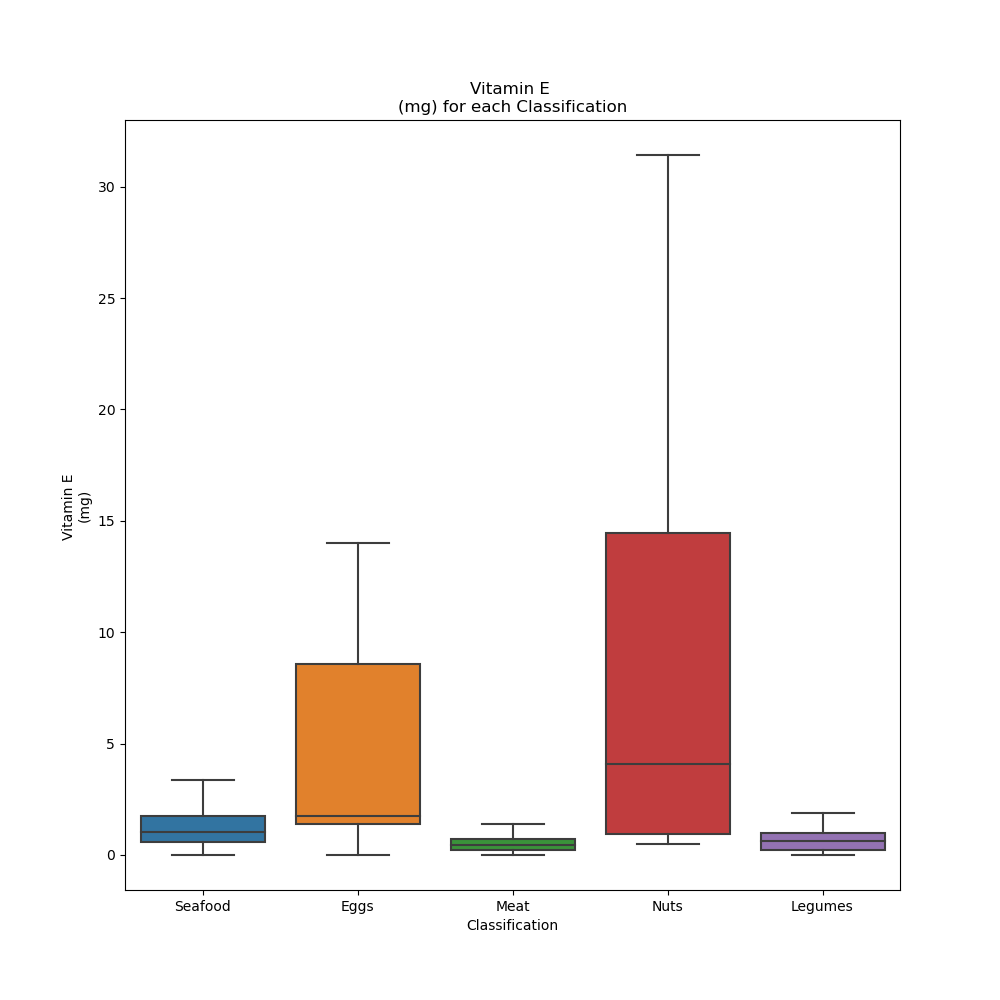 Vitamin E
(mg) for each Classification
30
25
20
15
10
5
0
Vitamin E
(mg)
Seafood
Eggs
Meat
Nuts
Legumes
Classification